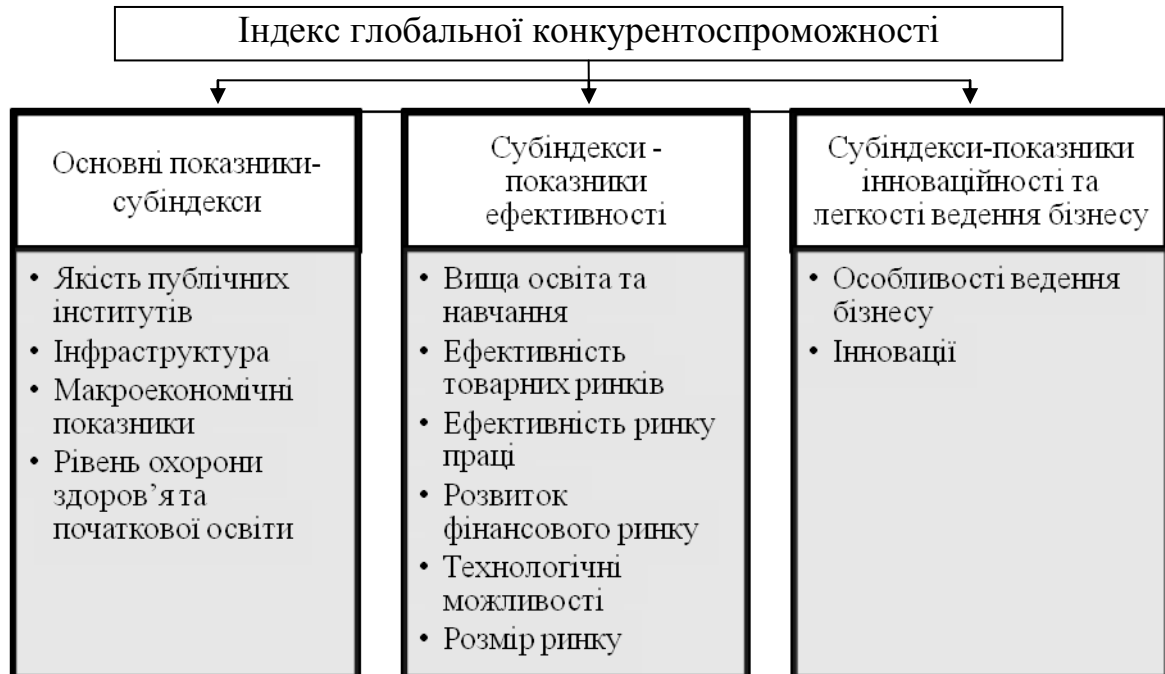 Індекс глобальної конкурентоспроможності
Основні показники-
субіндекси
• Якість публічних
інститутів
• Інфраструктура
• Макроекономічні
показники
• Рівень охорони
здоров’я та
початкової освіти
Субіндекси -
показники
ефективності
• Вища освіта та
навчання
• Ефективність
товарних ринків
• Ефективність ринку
праці
• Розвиток
фінансового ринку
• Технологічні
можливості
• Розмір ринку
Субіндекси-показники
інноваційності та
легкості ведення бізнесу
• Особливості ведення
бізнесу
• Інновації